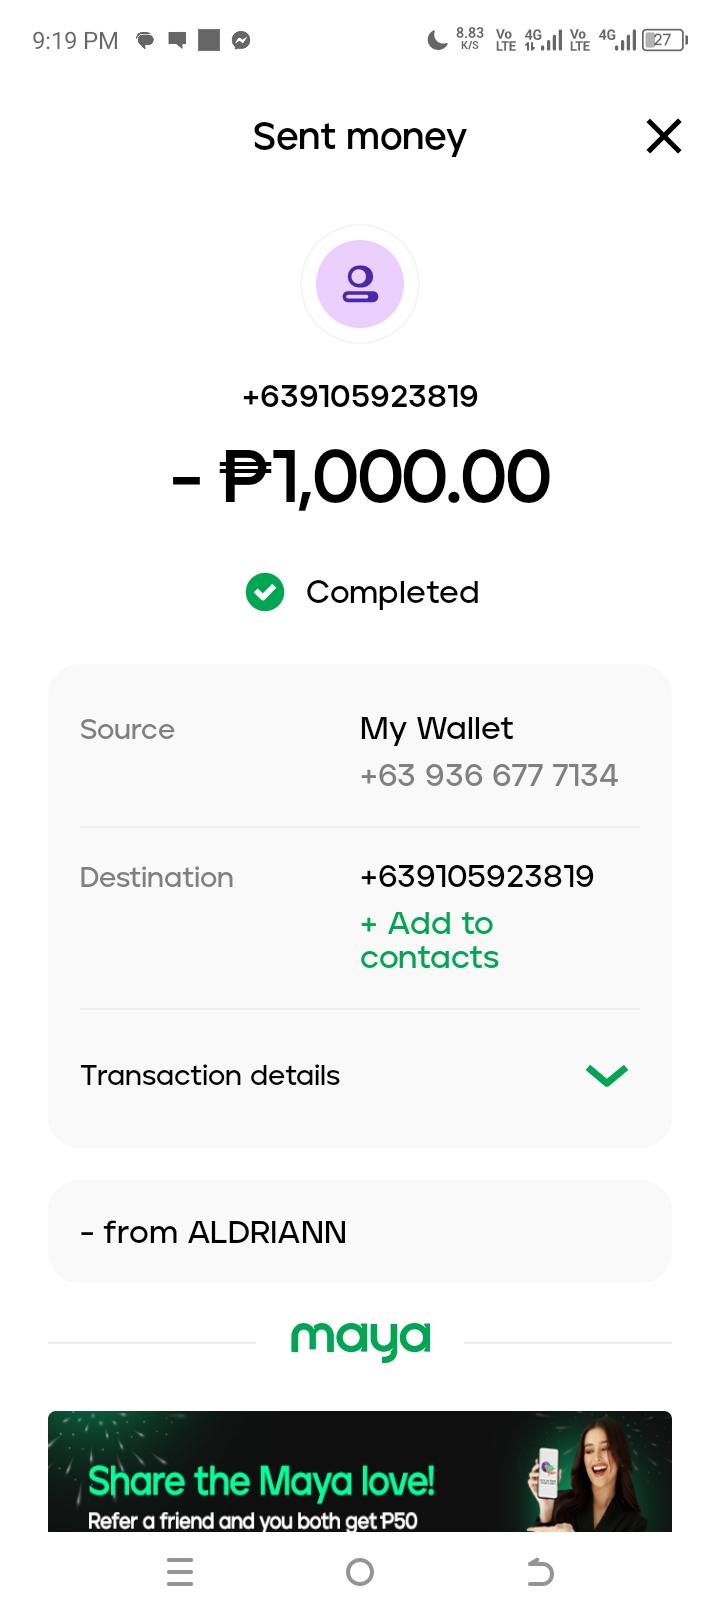 9:19 PM 8.83 K/S Vo LTE 4G Vo LTE 4G 27
Sent money
+639105923819
- ₱1,000.00
Completed
Source My Wallet
+63 936 677 7134
Destination +639105923819
+ Add to
contacts
Transaction details
- from ALDRIANN
maya
Share the Maya love!
Refer a friend and you both get ₱50